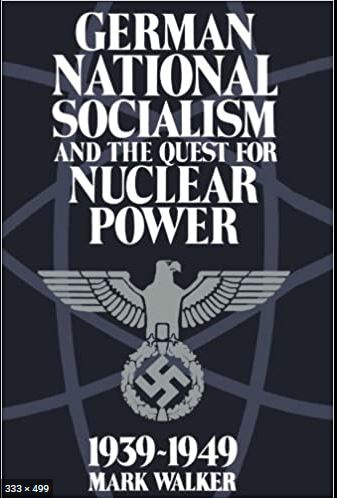 GERMAN
NATIONAL
SOCIALISM
AND THE QUEST FOR
NUCLEAR
POWER
1939-1949
MARK WALKER
333 × 499